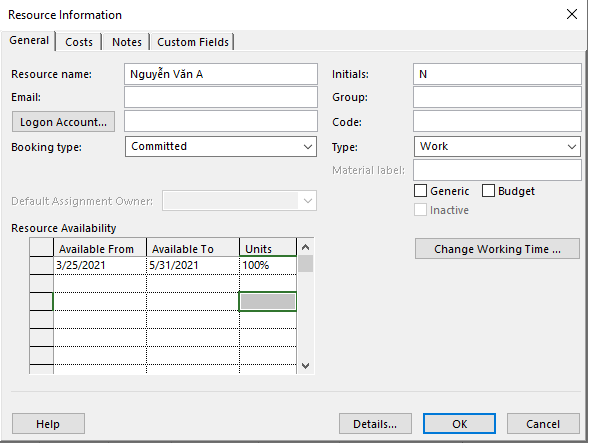 Resource Information
General Costs Notes Custom Fields
Resource name: Nguyễn Văn A Initials: N
Email: Group:
Logon Account... Code:
Booking type: Committed Type: Work
Material label:
Default Assignment Owner: Generic Budget
Inactive
Resource Availability
Available From Available To Units Change Working Time ...
3/25/2021 5/31/2021 100%
Help Details... OK Cancel